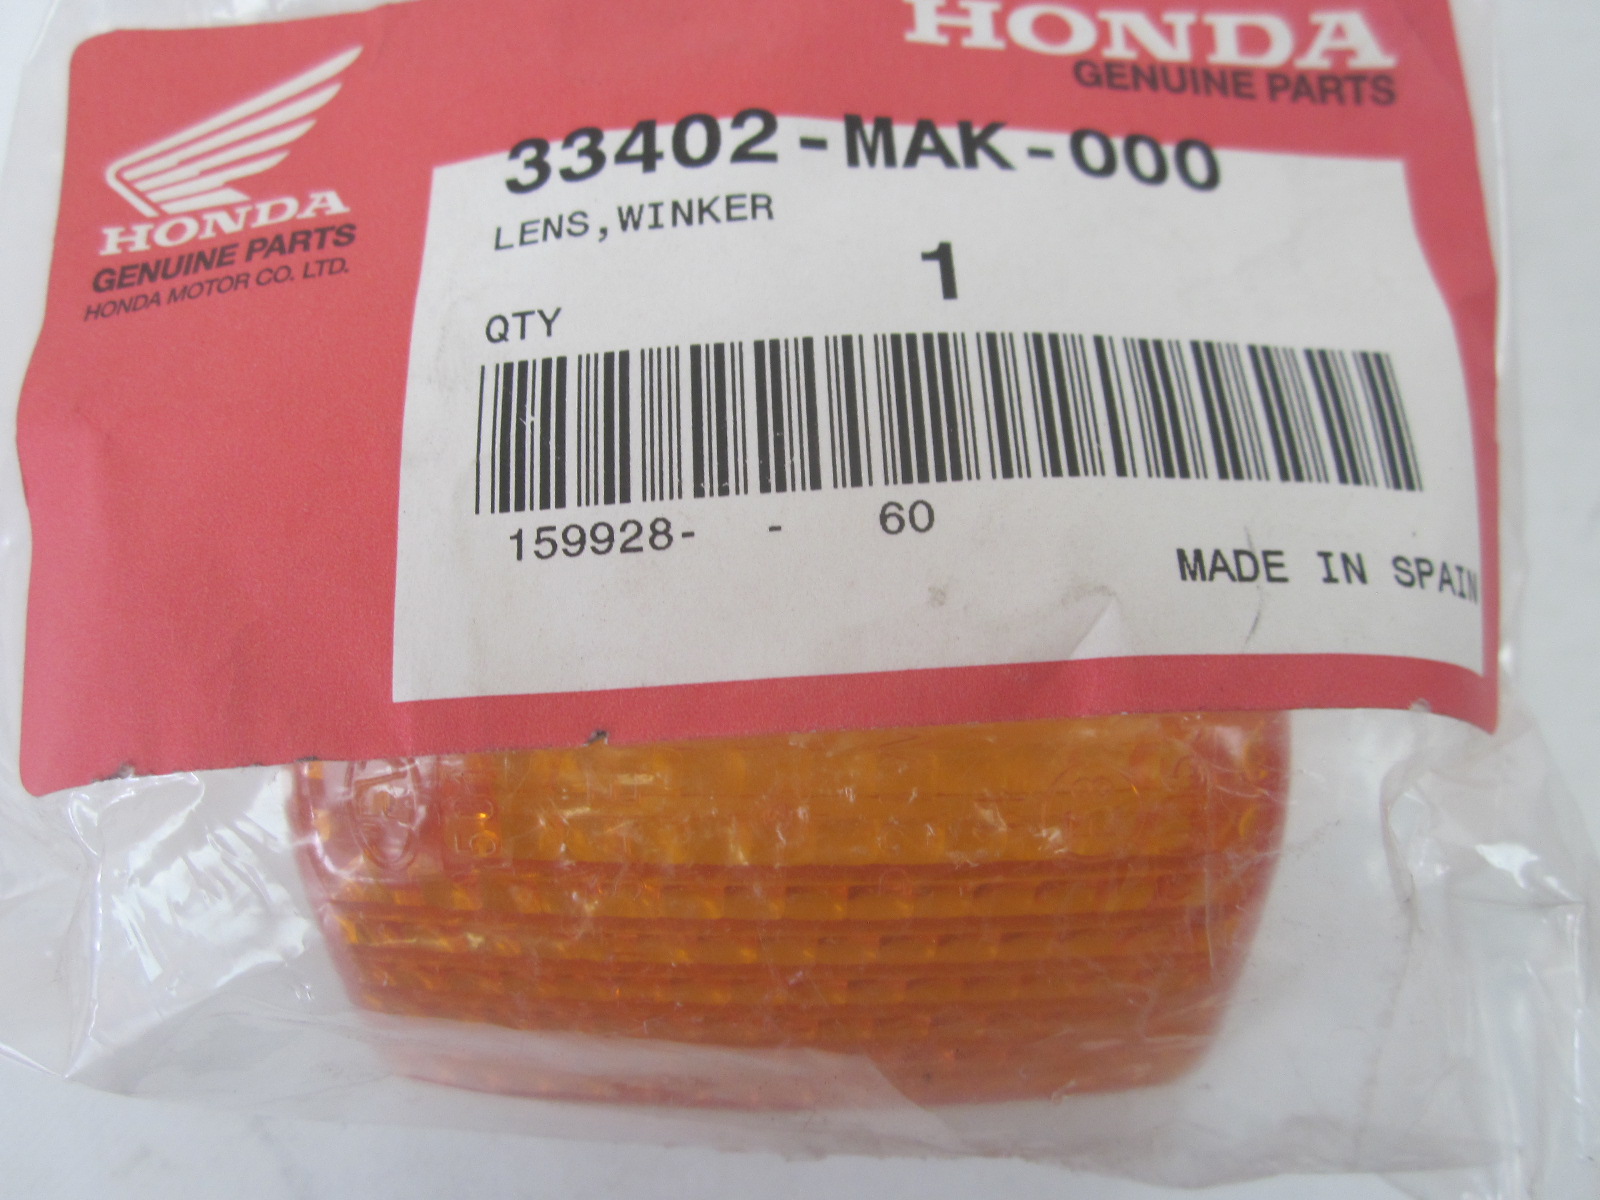 HONDA
GENUINE PARTS
HONDA MOTOR CO. LTD.
HONDA
GENUINE PARTS
33402-MAK-000
LENS,WINKER
1
QTY
159928- - 60
MADE IN SPAIN